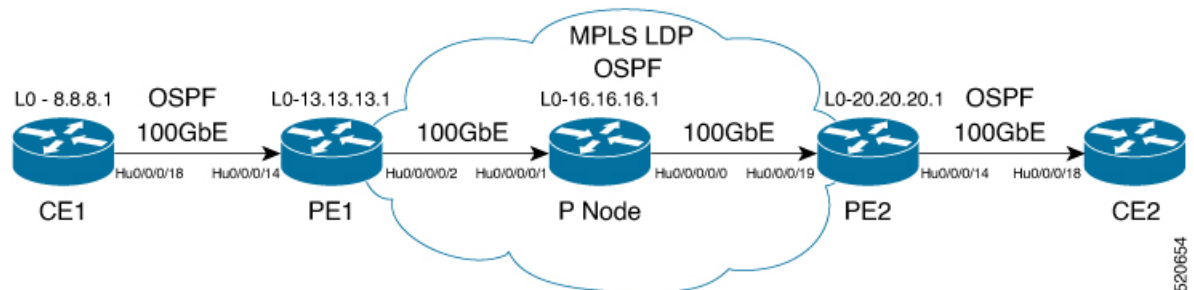 MPLS LDP
OSPF
L0 - 8.8.8.1 OSPF L0-13.13.13.1 L0-16.16.16.1 L0-20.20.20.1 OSPF
100GbE 100GbE 100GbE 100GbE
Hu0/0/0/18 Hu0/0/0/14 Hu0/0/0/0/2 Hu0/0/0/0/1 Hu0/0/0/0/0 Hu0/0/0/19 Hu0/0/0/14 Hu0/0/0/18
CE1 PE1 P Node PE2 CE2
520654